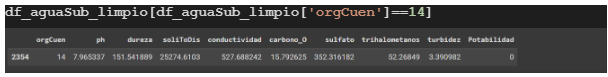 df_aguaSub_limpio[df_aguaSub_limpio['orgCuen']==14]
orgCuen ph dureza soliToDis conductividad carbono_O sulfato trihalometanos turbidez Potabilidad
2354 14 7.965337 151.541889 25274.6103 527.688242 15.792625 352.316182 52.26849 3.390982 0